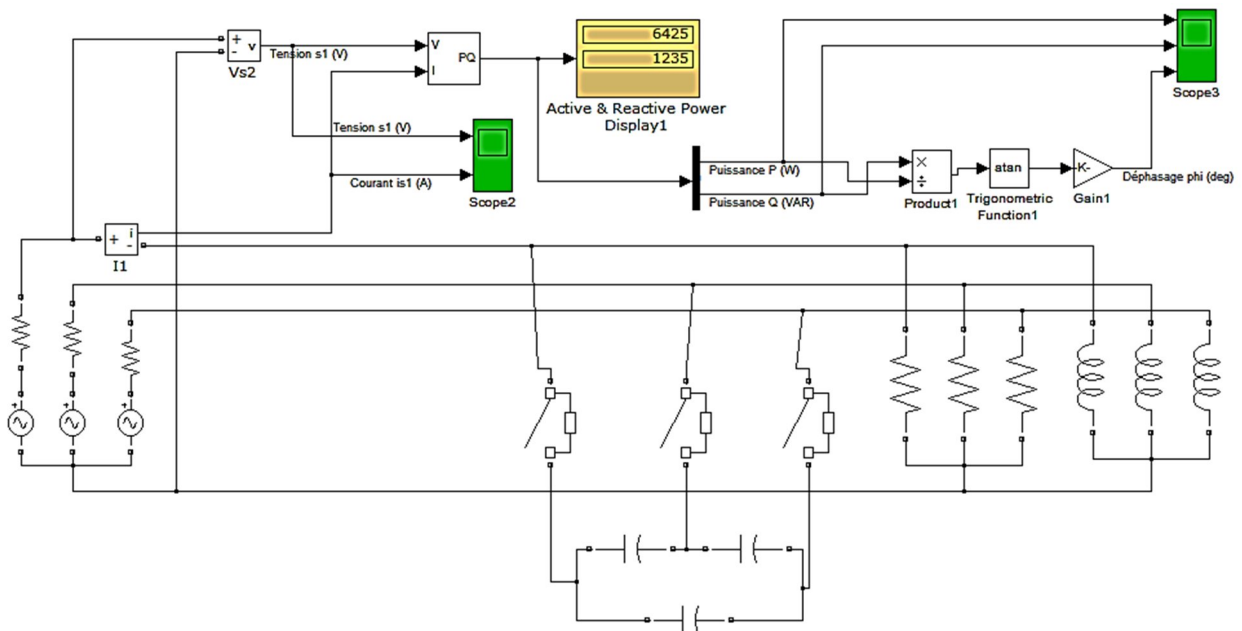 +
-
v
Tension s1 (V)
Vs2
V
I
PQ
6425
1235
Active & Reactive Power
Display1
Scope3
Tension s1 (V)
Courant is1 (A)
Scope2
Puissance P (W)
Puissance Q (VAR)
×
÷
Product1
atan
Trigonometric
Function1
-K-
Gain1
Déphasage phi (deg)
+
i
-
I1
+
+
+